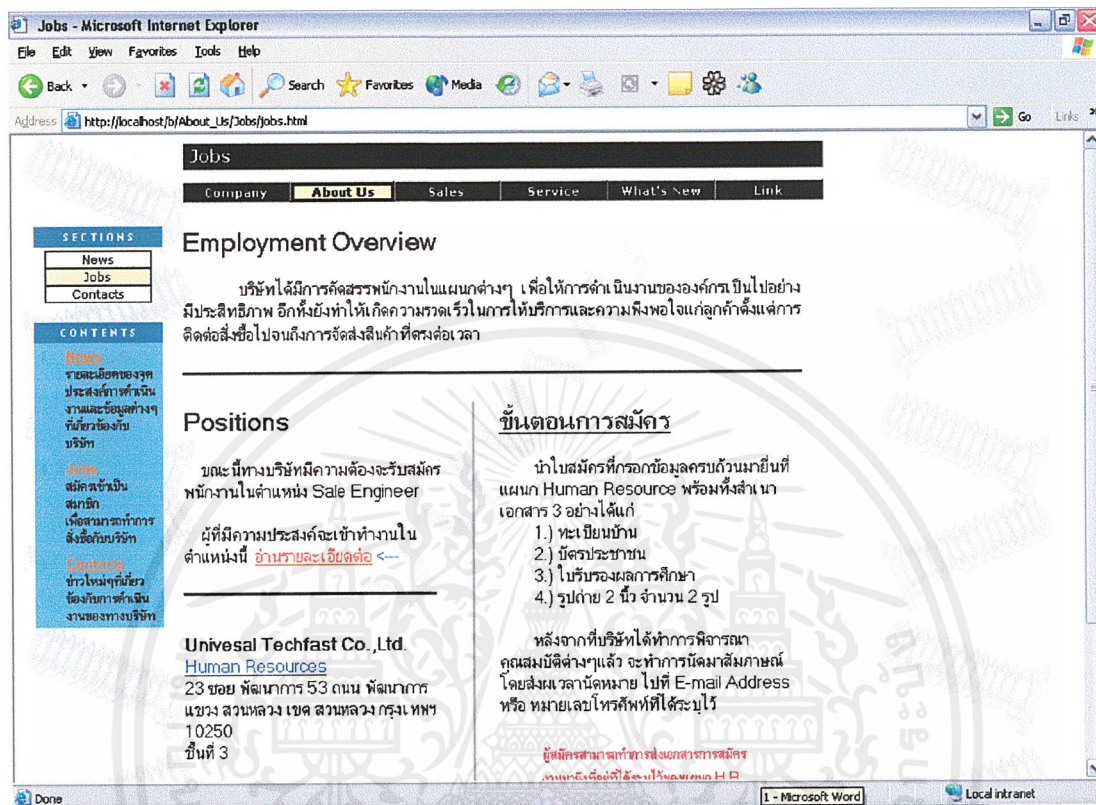 Jobs - Microsoft Internet Explorer
File Edit View Favorites Tools Help
Back Search Favorites Media
Address http://localhost/b/About_Us/Jobs/jobs.html Go Links
Jobs
Company About Us Sales Service What's New Link
SECTIONS
News
Jobs
Contacts
CONTENTS
News
รายละเอียดของจุด
ประสงค์การดำเนิน
งานและข้อมูลต่างๆ
ที่เกี่ยวข้องกับ
บริษัท
Jobs
สมัครเข้าเป็น
สมาชิก
เพื่อสามารถทำการ
สั่งซื้อกับบริษัท
Contacts
ข่าวใหม่ๆที่เกี่ยว
ข้องกับการดำเนิน
งานของทางบริษัท
Employment Overview
บริษัทได้มีการคัดสรรพนักงานในแผนกต่างๆ เพื่อให้การดำเนินงานขององค์กรเป็นไปอย่าง
มีประสิทธิภาพ อีกทั้งยังทำให้เกิดความรวดเร็วในการให้บริการและความพึงพอใจแก่ลูกค้าตั้งแต่การ
ติดต่อสั่งซื้อไปจนถึงการจัดส่งสินค้าที่ตรงต่อเวลา
Positions
ขณะนี้ทางบริษัทมีความต้องจะรับสมัคร
พนักงานในตำแหน่ง Sale Engineer
ผู้ที่มีความประสงค์จะเข้าทำงานใน
ตำแหน่งนี้ อ่านรายละเอียดต่อ <---
Univesal Techfast Co.,Ltd.
Human Resources
23 ซอย พัฒนาการ 53 ถนน พัฒนาการ
แขวง สวนหลวง เขต สวนหลวง กรุงเทพฯ
10250
ชั้นที่ 3
ขั้นตอนการสมัคร
นำใบสมัครที่กรอกข้อมูลครบถ้วนมายื่นที่
แผนก Human Resource พร้อมทั้งสำเนา
เอกสาร 3 อย่างได้แก่
1.) ทะเบียนบ้าน
2.) บัตรประชาชน
3.) ใบรับรองผลการศึกษา
4.) รูปถ่าย 2 นิ้ว จำนวน 2 รูป
หลังจากที่บริษัทได้ทำการพิจารณา
คุณสมบัติต่างๆแล้ว จะทำการนัดมาสัมภาษณ์
โดยส่งผเวลานัดหมาย ไปที่ E-mail Address
หรือ หมายเลขโทรศัพท์ที่ได้ระบุไว้
ผู้สมัครสามารถทำการส่งเอกสารการสมัคร
Done 1 - Microsoft Word Local intranet